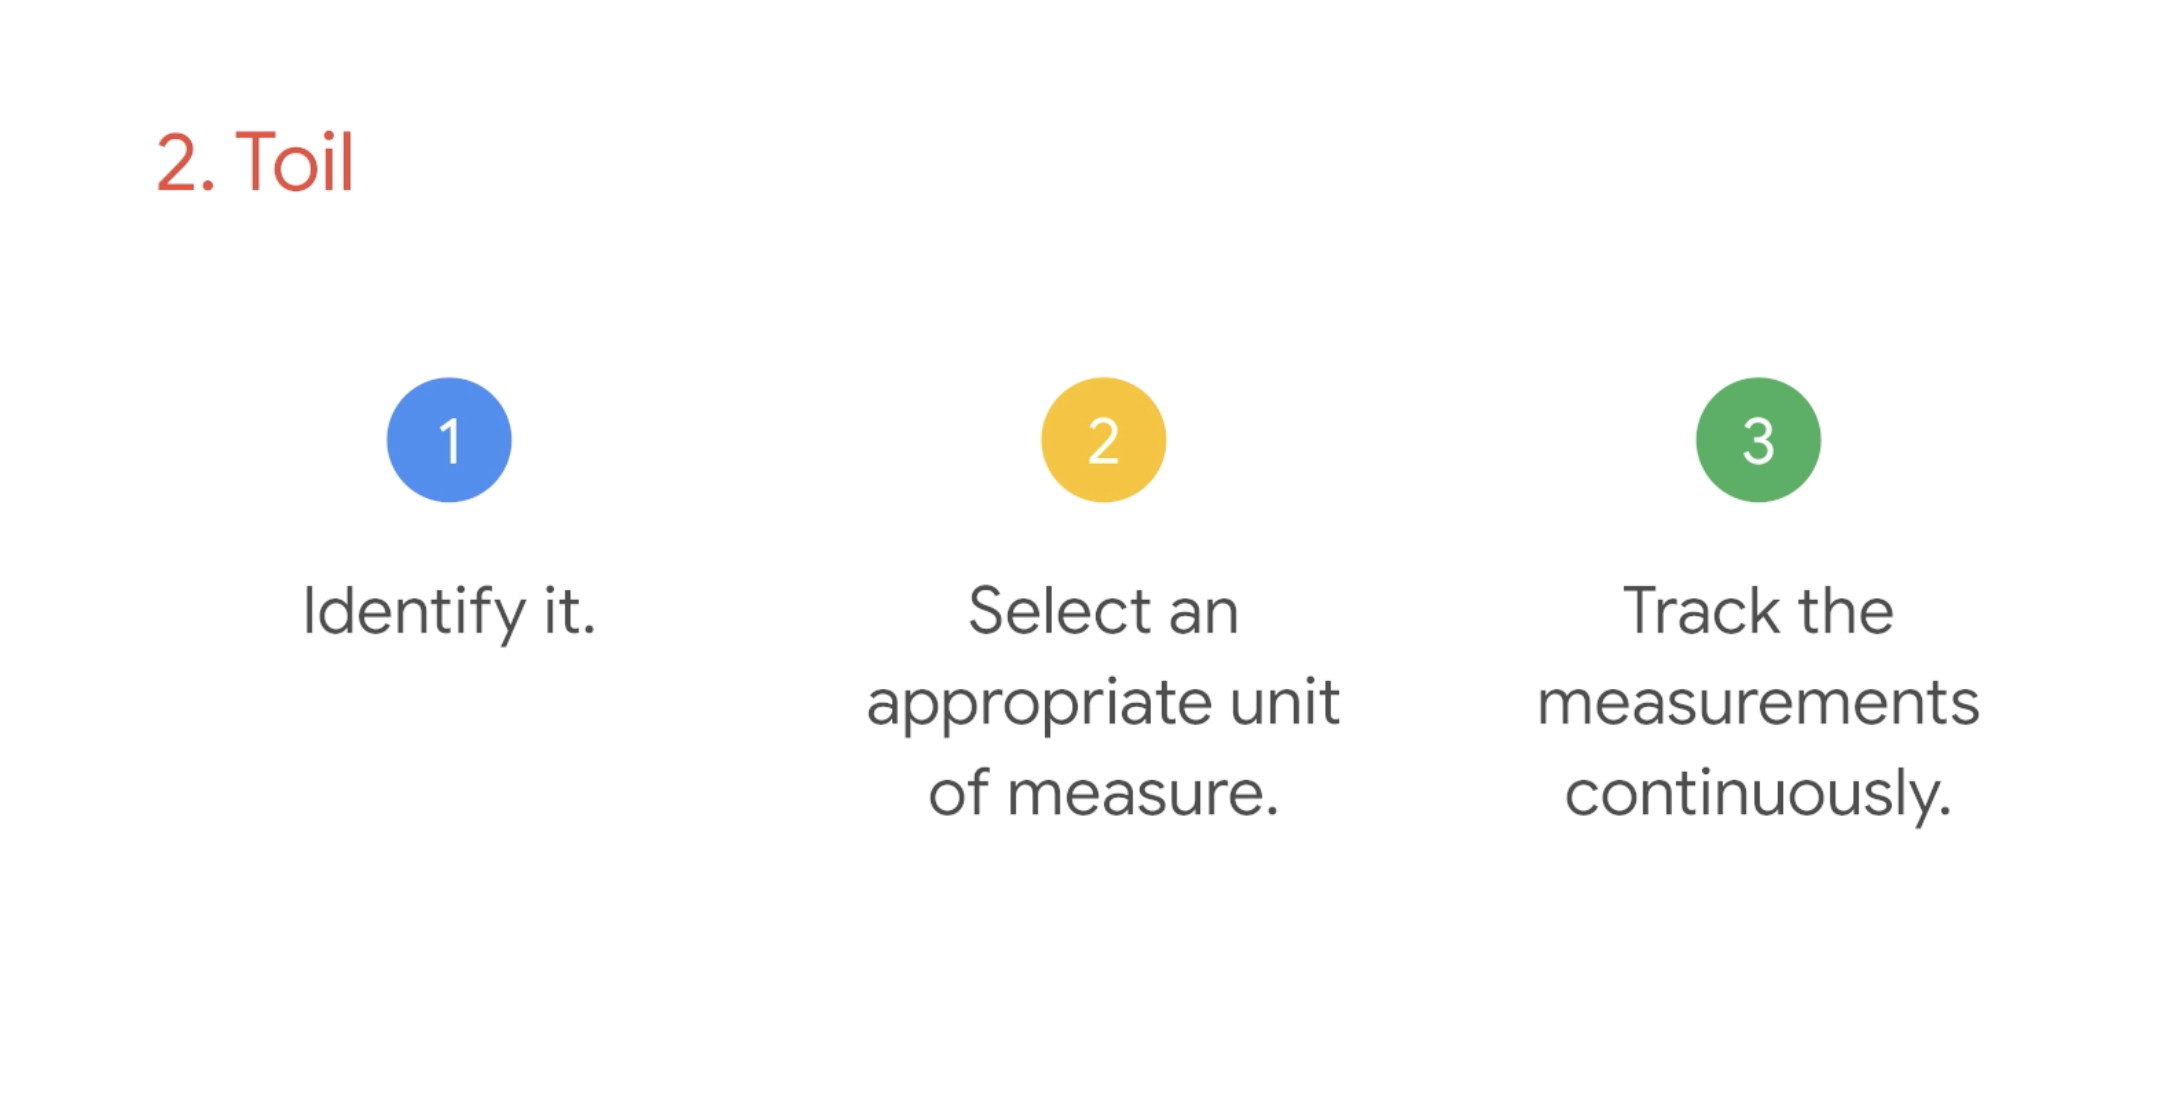 2. Toil
1
Identify it.
2
Select an
appropriate unit
of measure.
3
Track the
measurements
continuously.